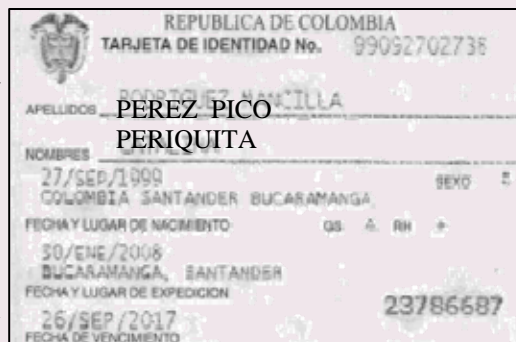 REPUBLICA DE COLOMBIA
TARJETA DE IDENTIDAD No. 99092702736
RODRIGUEZ MANCILLA
APELLIDOS PEREZ PICO
PERIQUITA
NOMBRES
27/SEP/1999 SEXO
COLOMBIA SANTANDER BUCARAMANGA
FECHA Y LUGAR DE NACIMIENTO GS A RH +
30/ENE/2008
BUCARAMANGA, SANTANDER
FECHA Y LUGAR DE EXPEDICION
23786687
26/SEP/2017
FECHA DE VENCIMIENTO